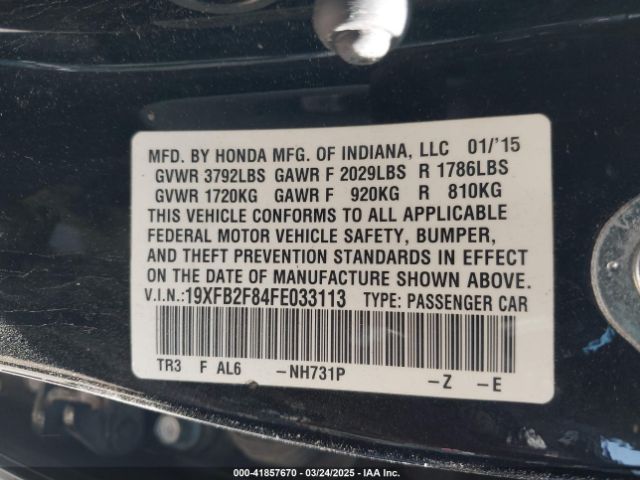 MFD. BY HONDA MFG. OF INDIANA, LLC 01/'15
GVWR 3792LBS GAWR F 2029LBS R 1786LBS
GVWR 1720KG GAWR F 920KG R 810KG
THIS VEHICLE CONFORMS TO ALL APPLICABLE
FEDERAL MOTOR VEHICLE SAFETY, BUMPER,
AND THEFT PREVENTION STANDARDS IN EFFECT
ON THE DATE OF MANUFACTURE SHOWN ABOVE.
V.I.N.:19XFB2F84FE033113 TYPE: PASSENGER CAR
TR3 F AL6 -NH731P -Z -E
000-41857670 — 03/24/2025 — IAA Inc.